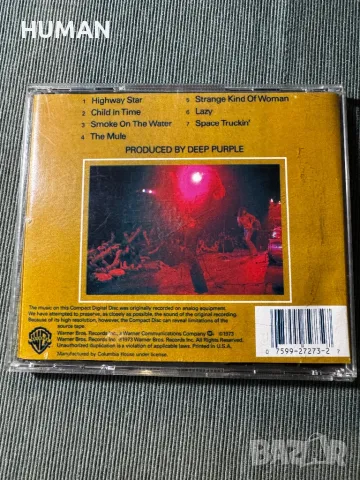 HUMAN
1 Highway Star
2 Child in Time
3 Smoke On The Water
4 The Mule
5 Strange Kind Of Woman
6 Lazy
7 Space Truckin'
PRODUCED BY DEEP PURPLE
The music on this Compact Digital Disc was originally recorded on analog equipment.
We have attempted to preserve, as closely as possible, the sound of the original recording.
Because of its high resolution, however, the Compact Disc can reveal limitations of the
source tape.
Warner Bros. Records Inc., a Warner Communications Company
Warner Bros. Records Inc. ©1973 Warner Bros. Records Inc. All Rights Reserved.
Unauthorized duplication is a violation of applicable laws. Printed in U.S.A.
Manufactured by Columbia House under license.
0 7599-27273-2 7
BAZAR